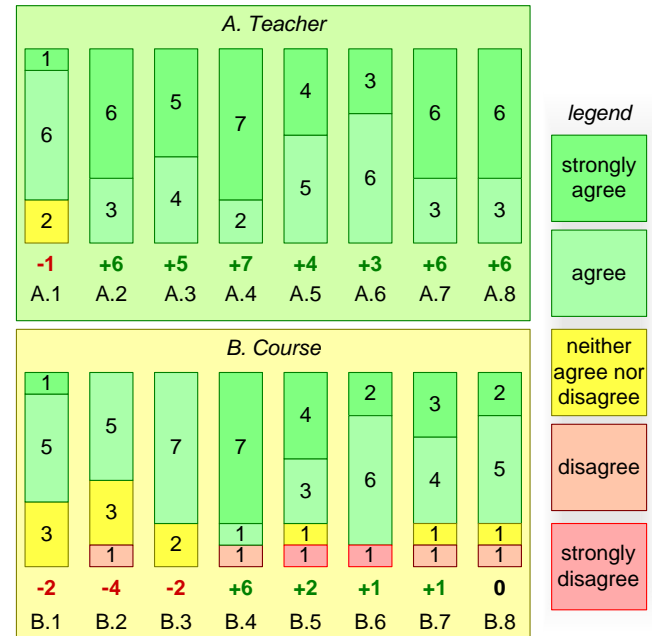 A. Teacher
1 6 2
6 3
5 4
7 2
4 5
3 6
6 3
6 3
-1 +6 +5 +7 +4 +3 +6 +6
A.1 A.2 A.3 A.4 A.5 A.6 A.7 A.8
B. Course
1 5 3
5 3 1
7 2
7 1 1
4 3 1 1
2 6 1
3 4 1 1
2 5 1 1
-2 -4 -2 +6 +2 +1 +1 0
B.1 B.2 B.3 B.4 B.5 B.6 B.7 B.8
legend
strongly
agree
agree
neither
agree nor
disagree
disagree
strongly
disagree